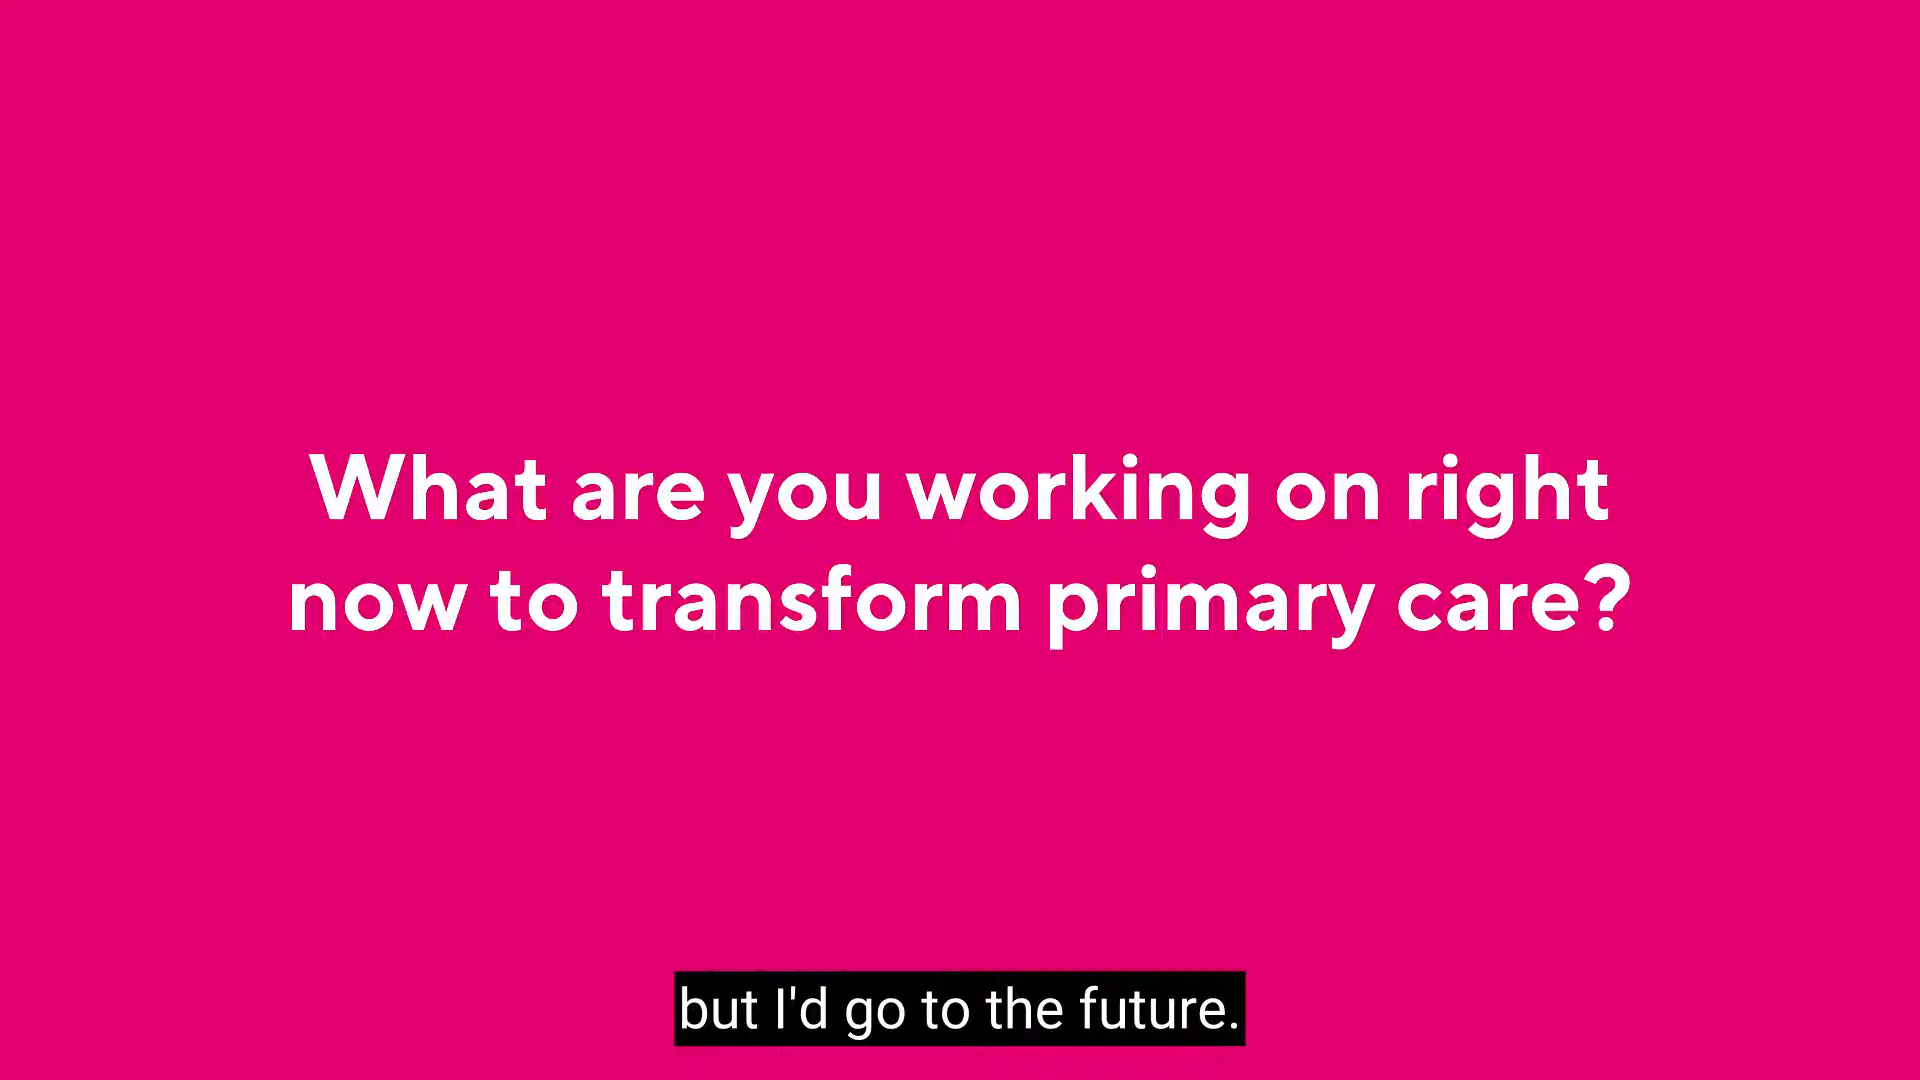 What are you working on right
now to transform primary care?
but I'd go to the future.